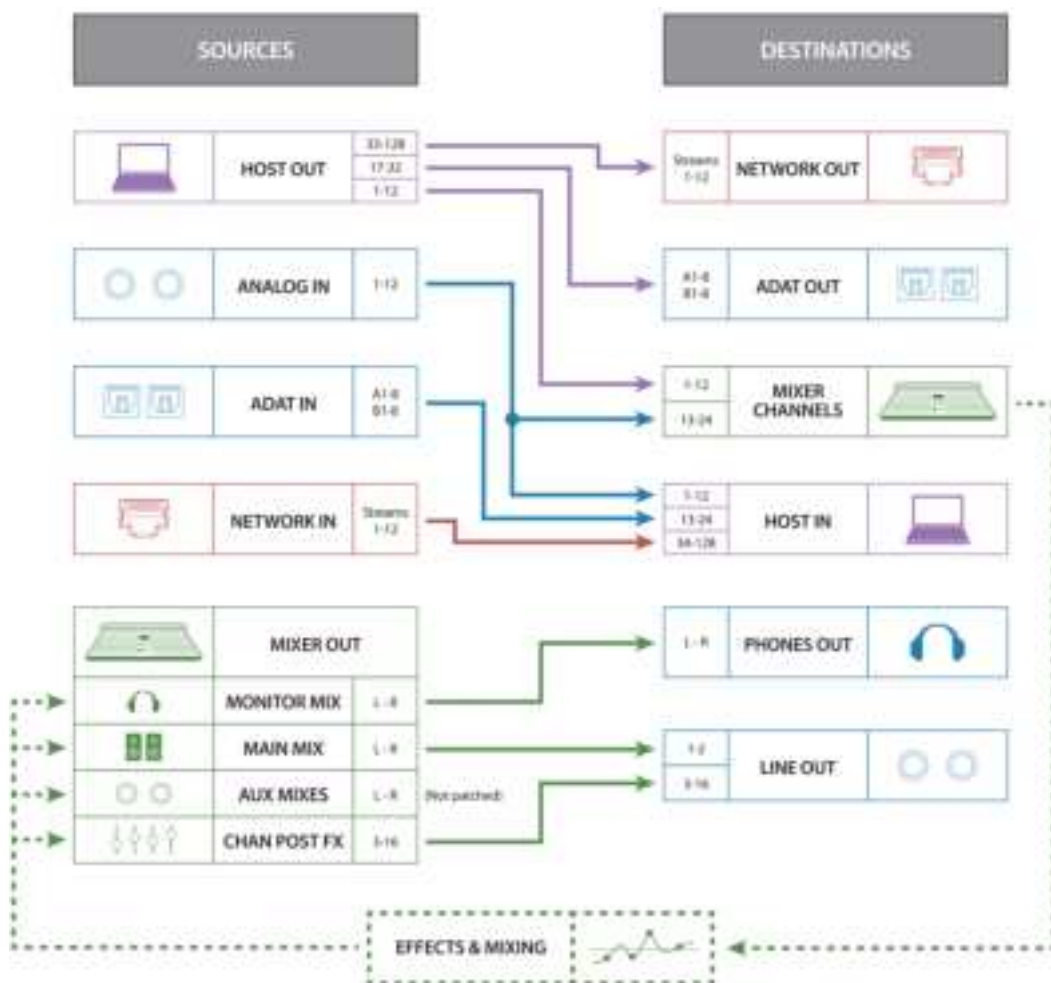 SOURCES
DESTINATIONS
HOST OUT
33-128
17-32
1-12
Streams
1-12
NETWORK OUT
ANALOG IN
1-12
A1-8
B1-8
ADAT OUT
ADAT IN
A1-8
B1-8
1-12
13-24
MIXER
CHANNELS
NETWORK IN
Streams
1-12
1-12
13-24
HOST IN
MIXER OUT
L - R
PHONES OUT
MONITOR MIX
L - R
MAIN MIX
L - R
1-2
3-16
LINE OUT
AUX MIXES
L - R
(Not patched)
CHAN POST FX
3-16
EFFECTS & MIXING